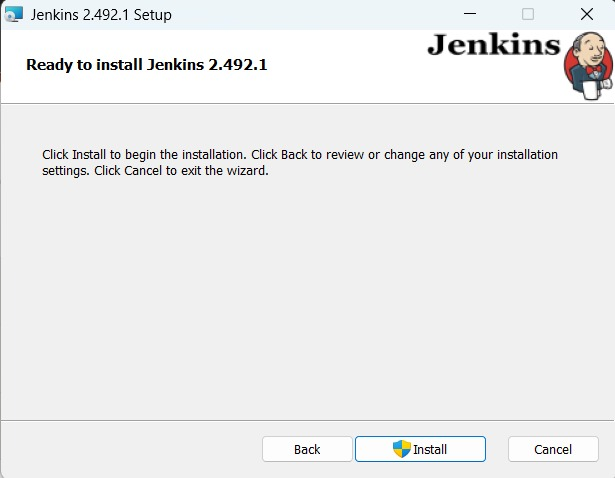 Jenkins 2.492.1 Setup
Jenkins
Ready to install Jenkins 2.492.1
Click Install to begin the installation. Click Back to review or change any of your installation
settings. Click Cancel to exit the wizard.
Back
Install
Cancel